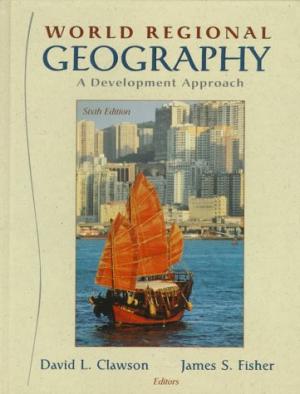 WORLD REGIONAL
GEOGRAPHY
A Development Approach
Sixth Edition
David L. Clawson James S. Fisher
Editors